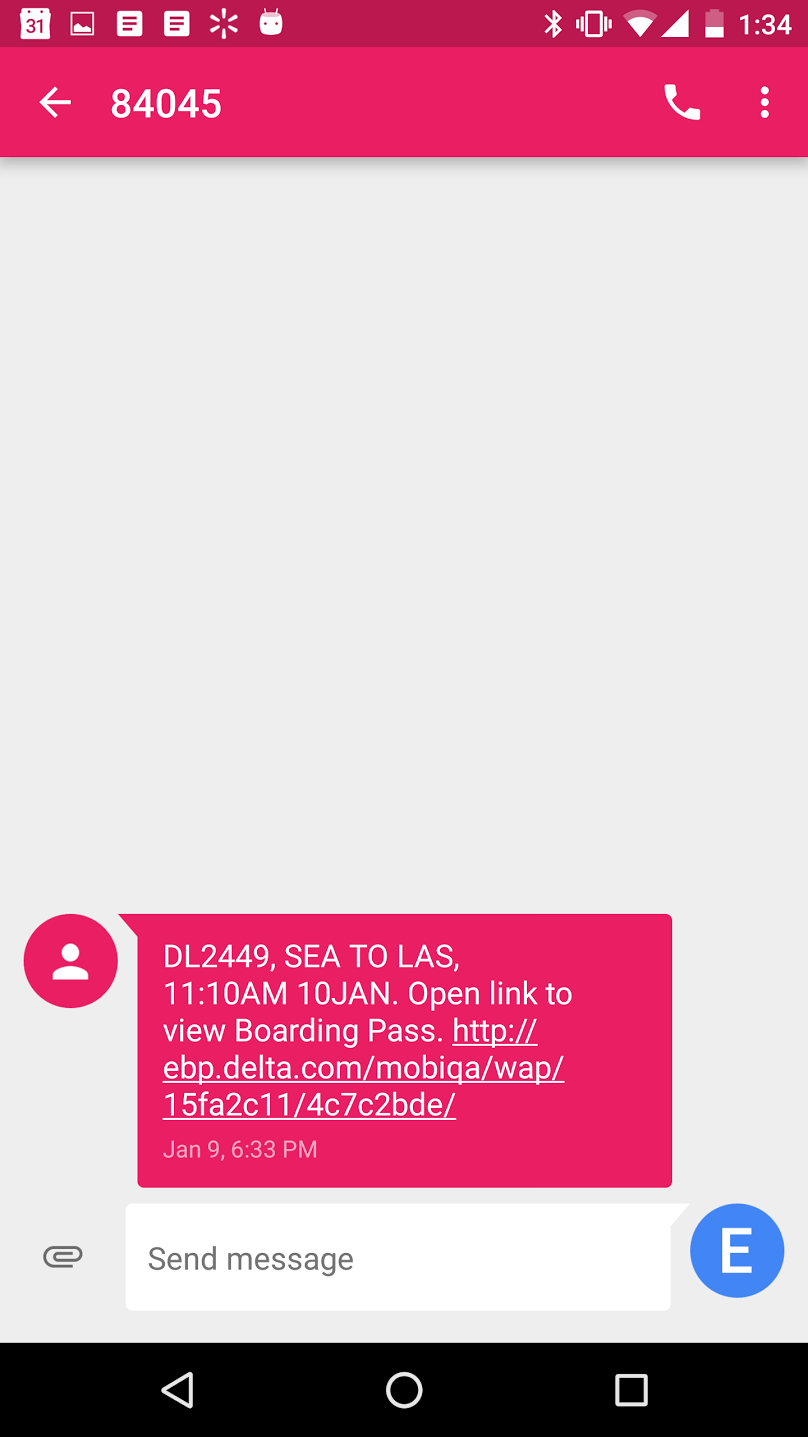 31
1:34
84045
DL2449, SEA TO LAS,
11:10AM 10JAN. Open link to
view Boarding Pass. http://
ebp.delta.com/mobiqa/wap/
15fa2c11/4c7c2bde/
Jan 9, 6:33 PM
Send message
E